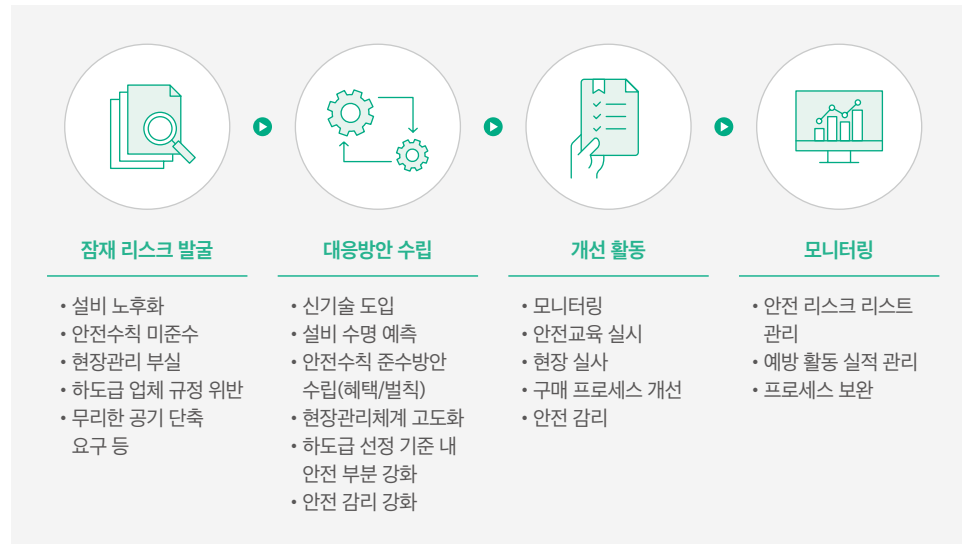 잠재 리스크 발굴
• 설비 노후화
• 안전수칙 미준수
• 현장관리 부실
• 하도급 업체 규정 위반
• 무리한 공기 단축
요구 등
대응방안 수립
• 신기술 도입
• 설비 수명 예측
• 안전수칙 준수방안
수립(혜택/벌칙)
• 현장관리체계 고도화
• 하도급 선정 기준 내
안전 부분 강화
• 안전 감리 강화
개선 활동
• 모니터링
• 안전교육 실시
• 현장 실사
• 구매 프로세스 개선
• 안전 감리
모니터링
• 안전 리스크 리스트
관리
• 예방 활동 실적 관리
• 프로세스 보완